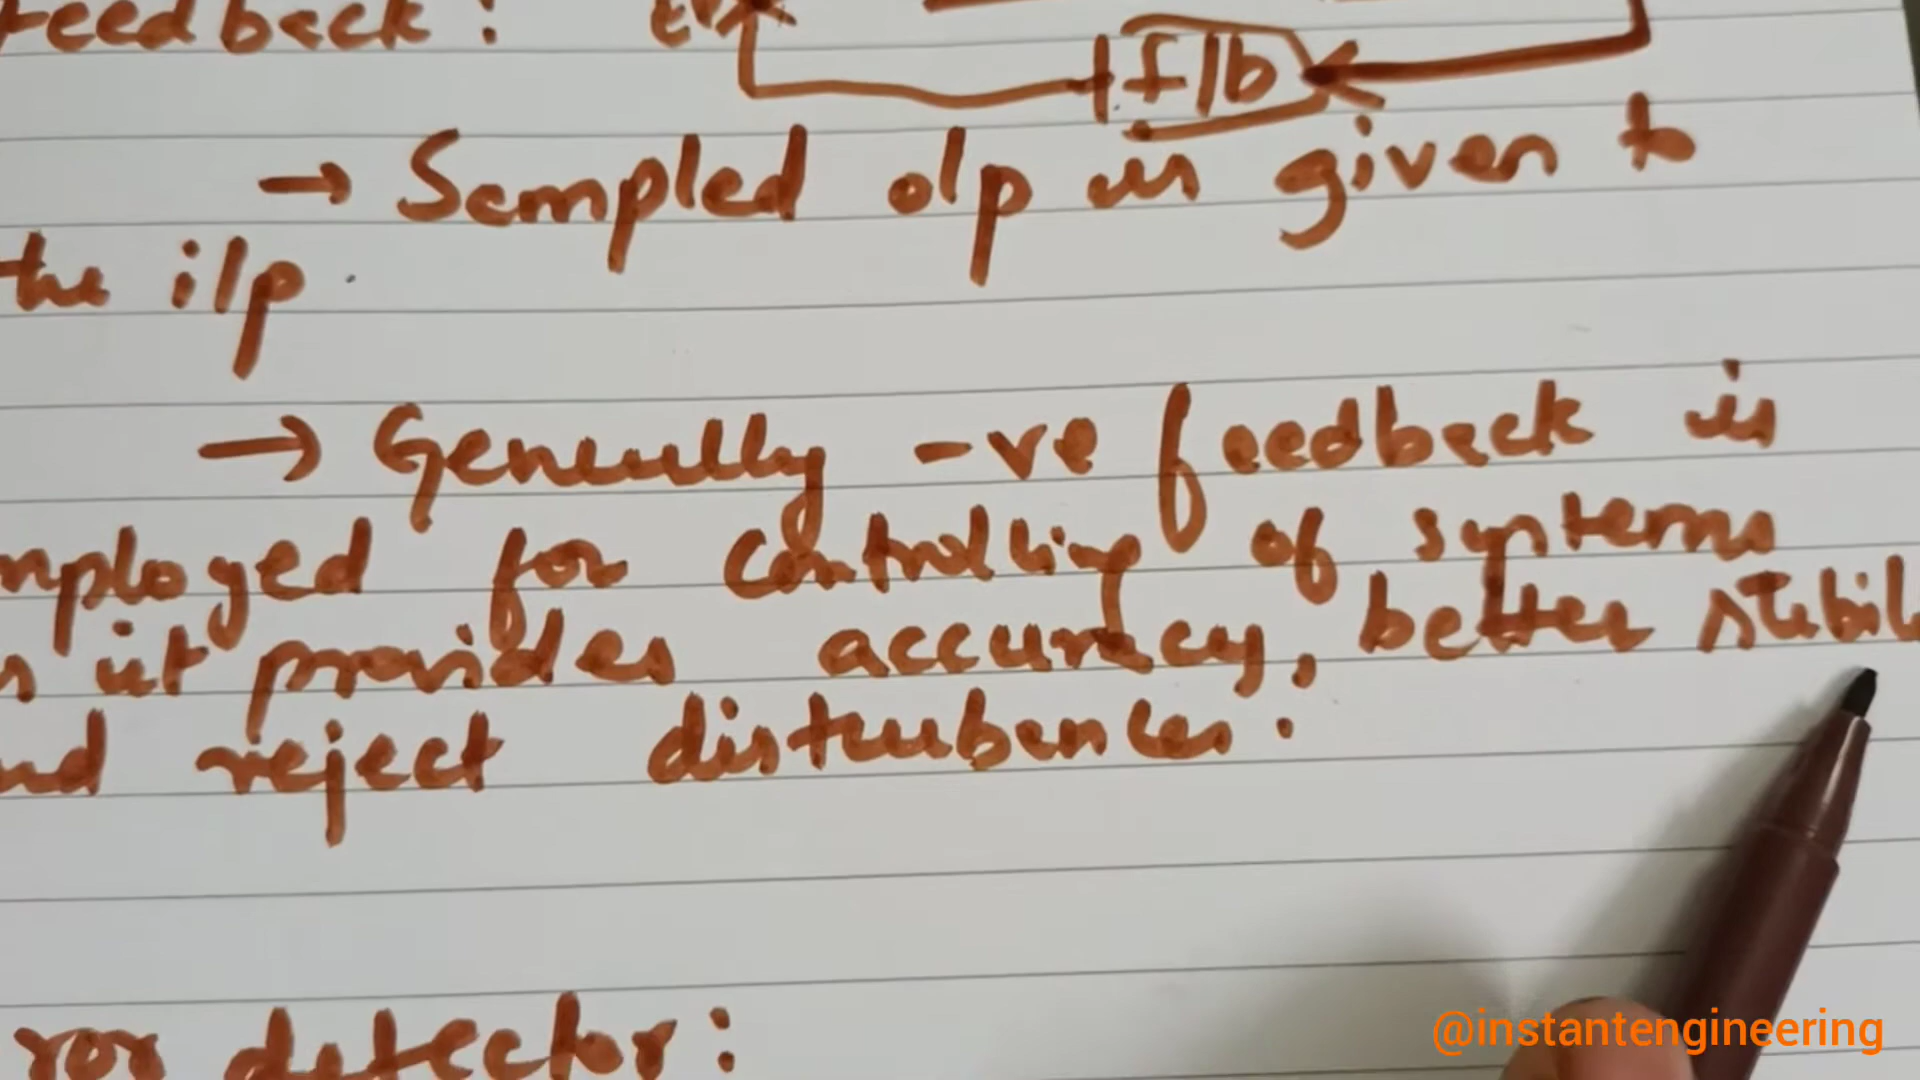 feedback:
f/b
→ Sampled o/p is given to
the i/p.
→ Generally -ve feedback is
mployed for controlling of systems
s it provides accuracy, better stabil
nd reject disturbances.
ror detector:
@instantengineering